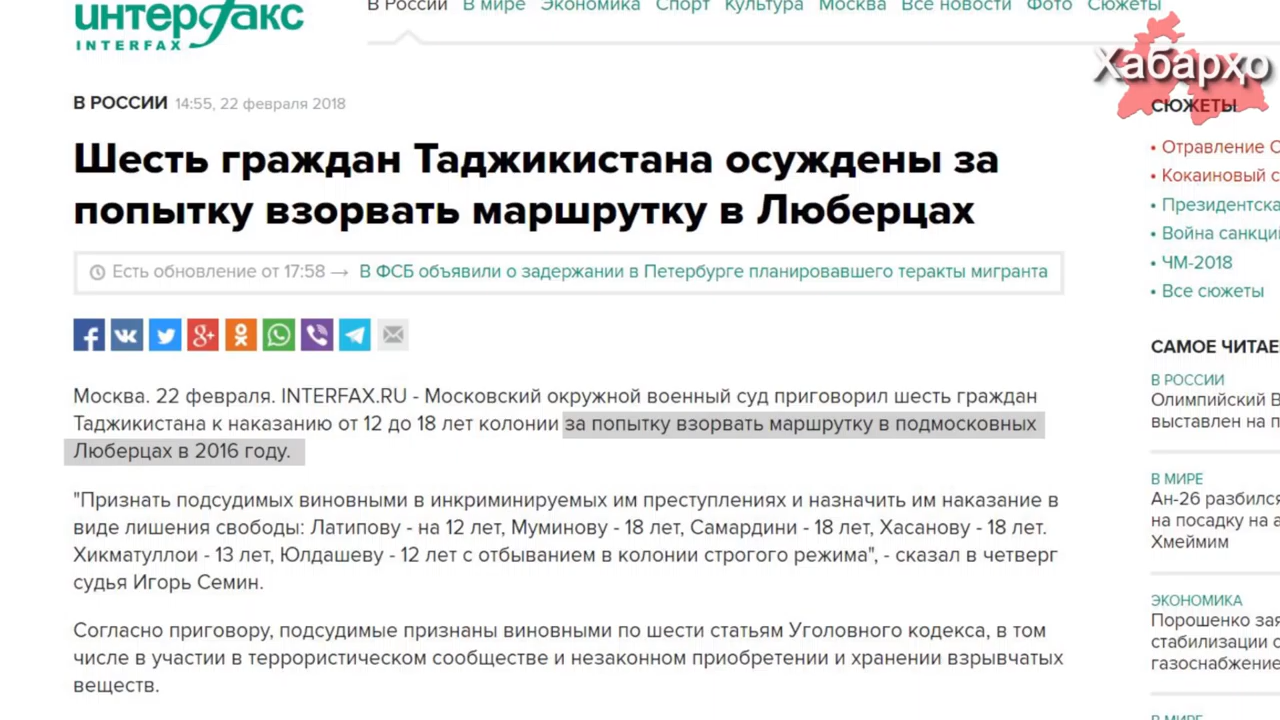 интерфакс
INTERFAX
В России В мире Экономика Спорт Культура Москва Все новости Фото Сюжеты
Хабарҳо
В РОССИИ 14:55, 22 февраля 2018
Шесть граждан Таджикистана осуждены за
попытку взорвать маршрутку в Люберцах
Есть обновление от 17:58 → В ФСБ объявили о задержании в Петербурге планировавшего теракты мигранта
Москва. 22 февраля. INTERFAX.RU - Московский окружной военный суд приговорил шесть граждан
Таджикистана к наказанию от 12 до 18 лет колонии за попытку взорвать маршрутку в подмосковных
Люберцах в 2016 году.
"Признать подсудимых виновными в инкриминируемых им преступлениях и назначить им наказание в
виде лишения свободы: Латипову - на 12 лет, Муминову - 18 лет, Самардини - 18 лет, Хасанову - 18 лет.
Хикматуллои - 13 лет, Юлдашеву - 12 лет с отбыванием в колонии строгого режима", - сказал в четверг
судья Игорь Семин.
Согласно приговору, подсудимые признаны виновными по шести статьям Уголовного кодекса, в том
числе в участии в террористическом сообществе и незаконном приобретении и хранении взрывчатых
веществ.
СЮЖЕТЫ
• Отравление С
• Кокаиновый с
• Президентска
• Война санкций
• ЧМ-2018
• Все сюжеты
САМОЕ ЧИТАЕ
В РОССИИ
Олимпийский В
выставлен на п
В МИРЕ
Ан-26 разбился
на посадку на а
Хмеймим
ЭКОНОМИКА
Порошенко зая
стабилизации с
газоснабжение
В МИРЕ